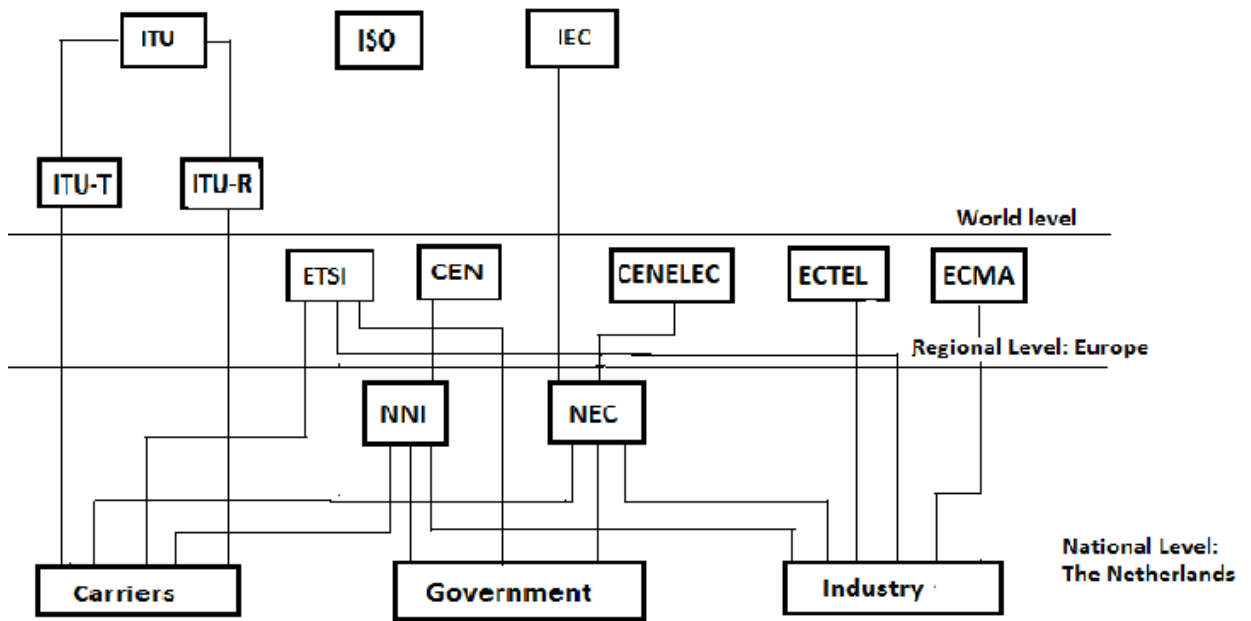 ITU
ISO
IEC
ITU-T
ITU-R
World level
ETSI
CEN
CENELEC
ECTEL
ECMA
Regional Level: Europe
NNI
NEC
National Level:
The Netherlands
Carriers
Government
Industry